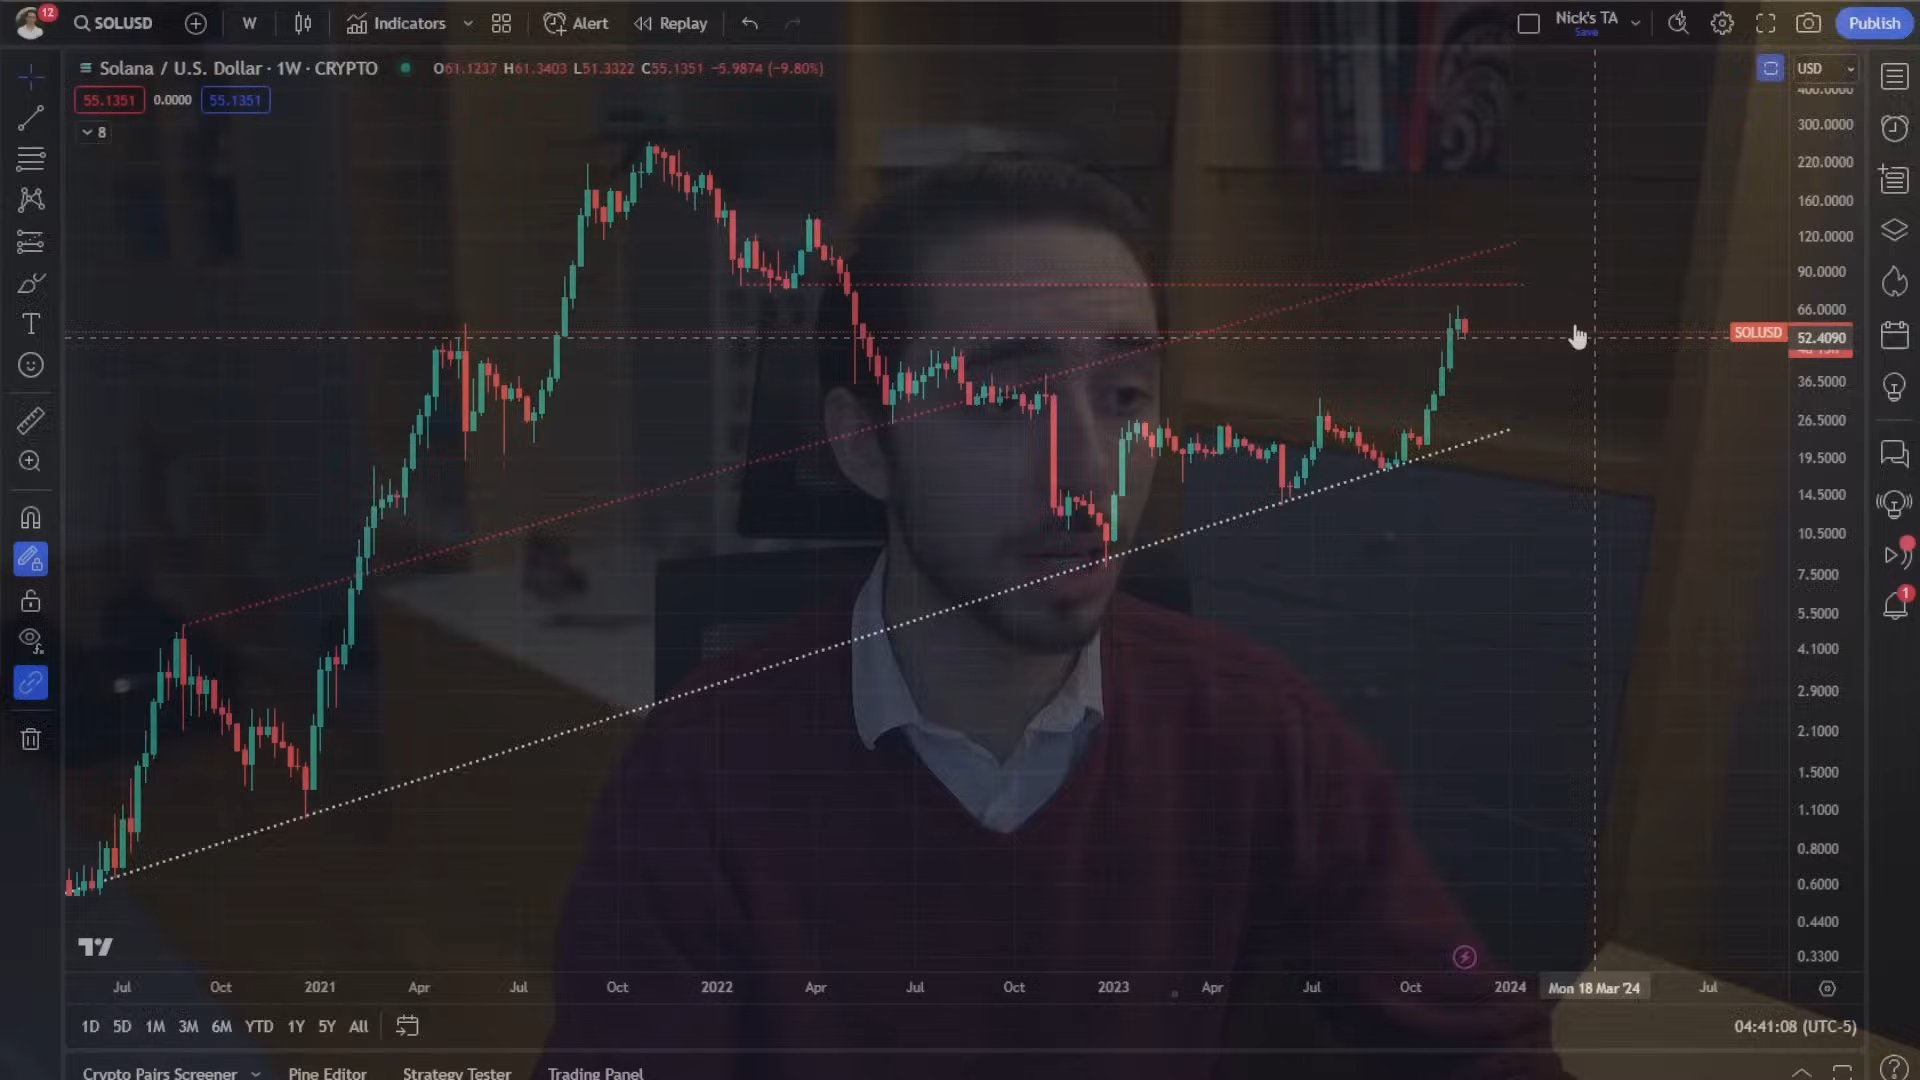 12
SOLUSD
W
Indicators
Alert
Replay
Nick's TA
Save
Publish
Solana / U.S. Dollar · 1W · CRYPTO
O61.1237 H61.3403 L51.3322 C55.1351 −5.9874 (−9.80%)
USD
55.1351 0.0000 55.1351
8
400.0000
300.0000
220.0000
160.0000
120.0000
90.0000
66.0000
SOLUSD
52.4090
36.5000
26.5000
19.5000
14.5000
10.5000
7.5000
5.5000
4.1000
2.9000
2.1000
1.5000
1.1000
0.8000
0.6000
0.4400
0.3300
1
Jul Oct 2021 Apr Jul Oct 2022 Apr Jul Oct 2023 Apr Jul Oct 2024 Mon 18 Mar '24 Jul
1D 5D 1M 3M 6M YTD 1Y 5Y All
04:41:08 (UTC-5)
Crypto Pairs Screener Pine Editor Strategy Tester Trading Panel